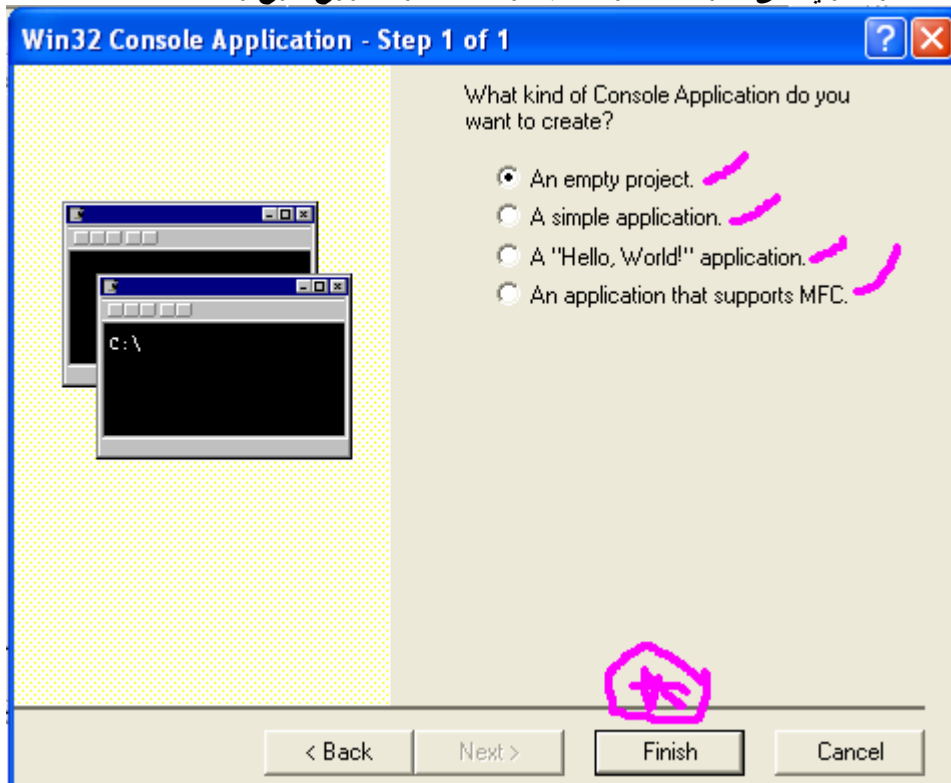 Win32 Console Application - Step 1 of 1
What kind of Console Application do you
want to create?
An empty project.
A simple application.
A "Hello, World!" application.
An application that supports MFC.
C:\
< Back
Next >
Finish
Cancel